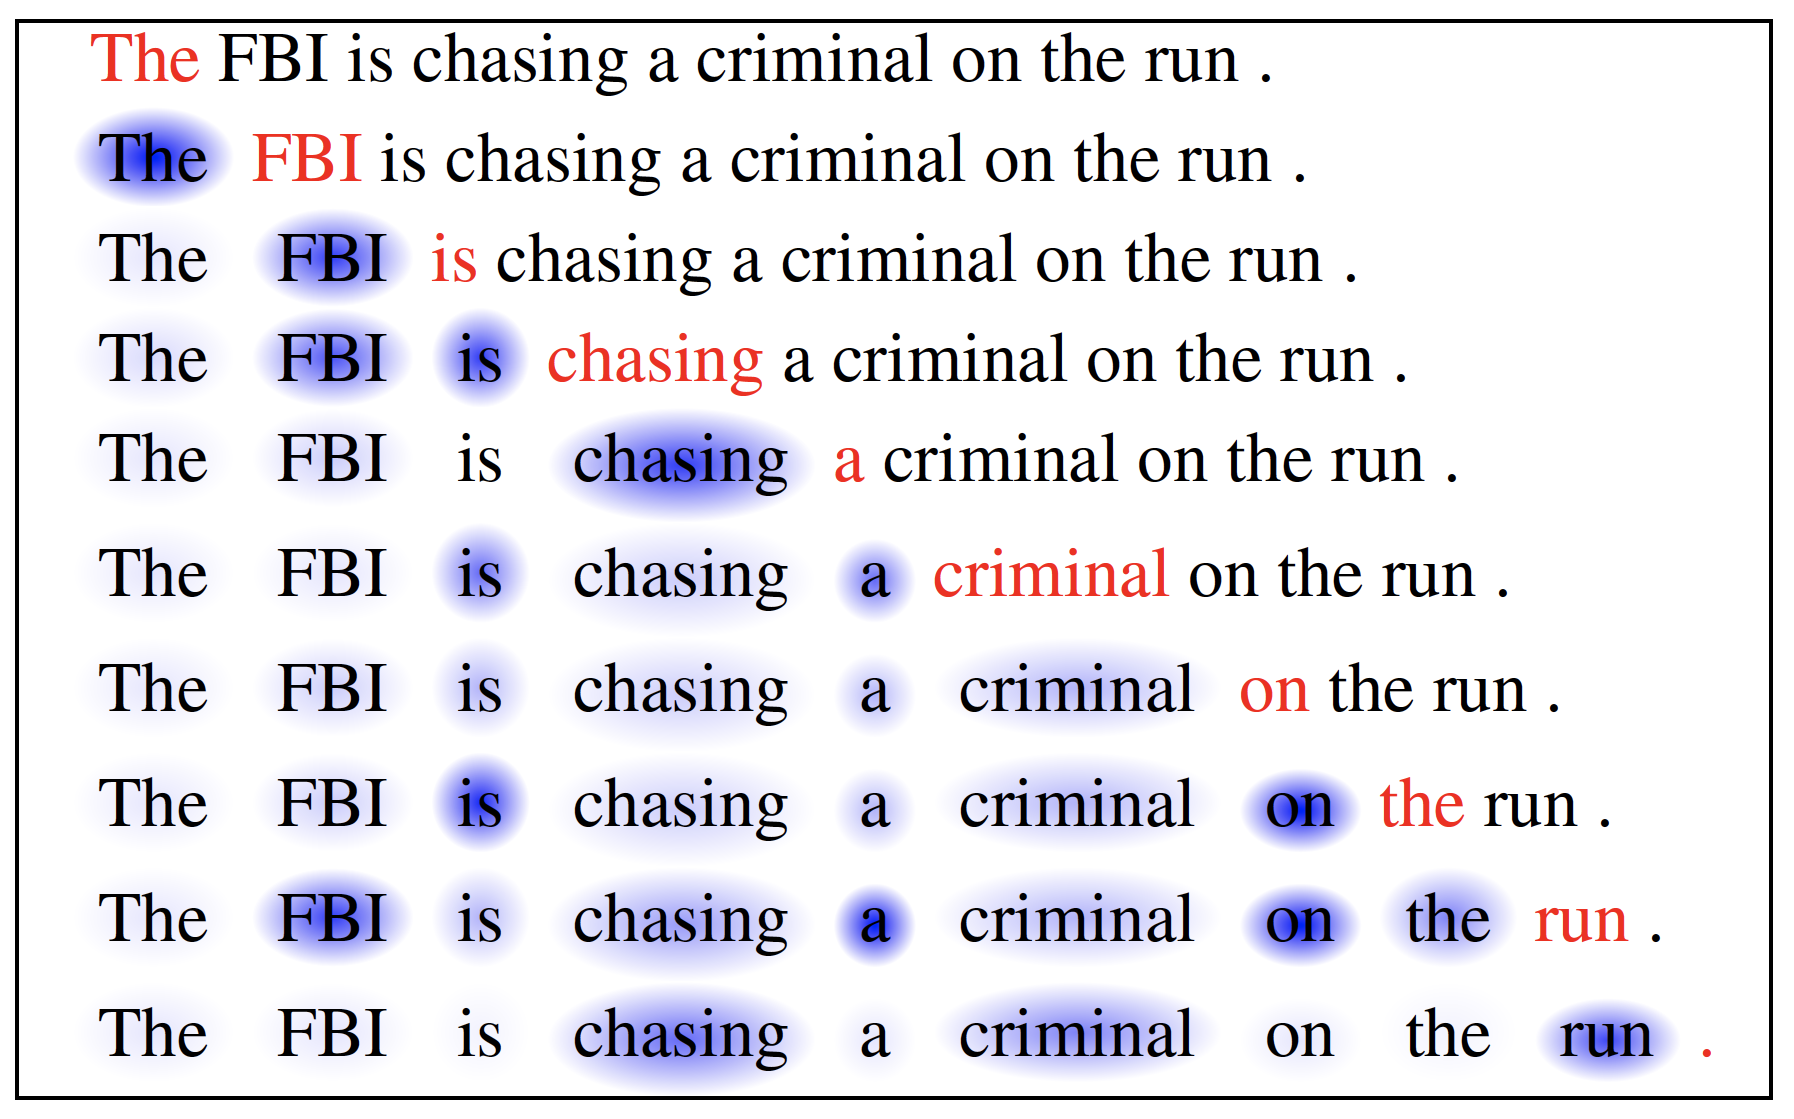 The FBI is chasing a criminal on the run .
The FBI is chasing a criminal on the run .
The FBI is chasing a criminal on the run .
The FBI is chasing a criminal on the run .
The FBI is chasing a criminal on the run .
The FBI is chasing a criminal on the run .
The FBI is chasing a criminal on the run .
The FBI is chasing a criminal on the run .
The FBI is chasing a criminal on the run .
The FBI is chasing a criminal on the run .